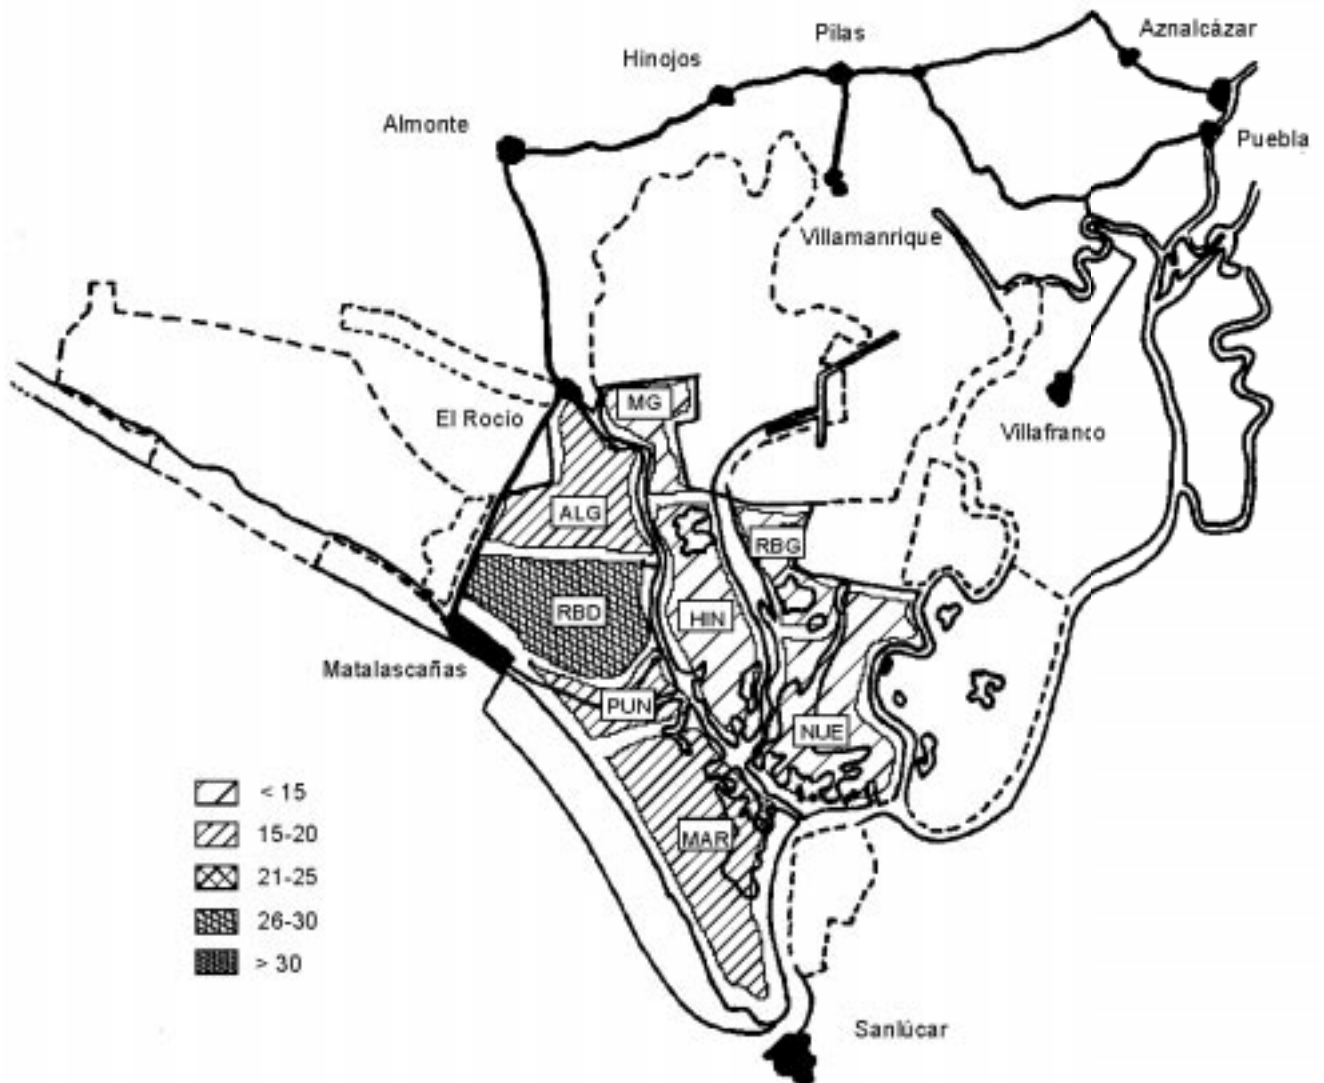 Pilas
Aznalcázar
Hinojos
Almonte
Puebla
Villamanrique
El Rocio
MG
Villafranco
ALG
RBG
RBD
HIN
Matalascañas
PUN
NUE
MAR
< 15
15-20
21-25
26-30
> 30
Sanlúcar